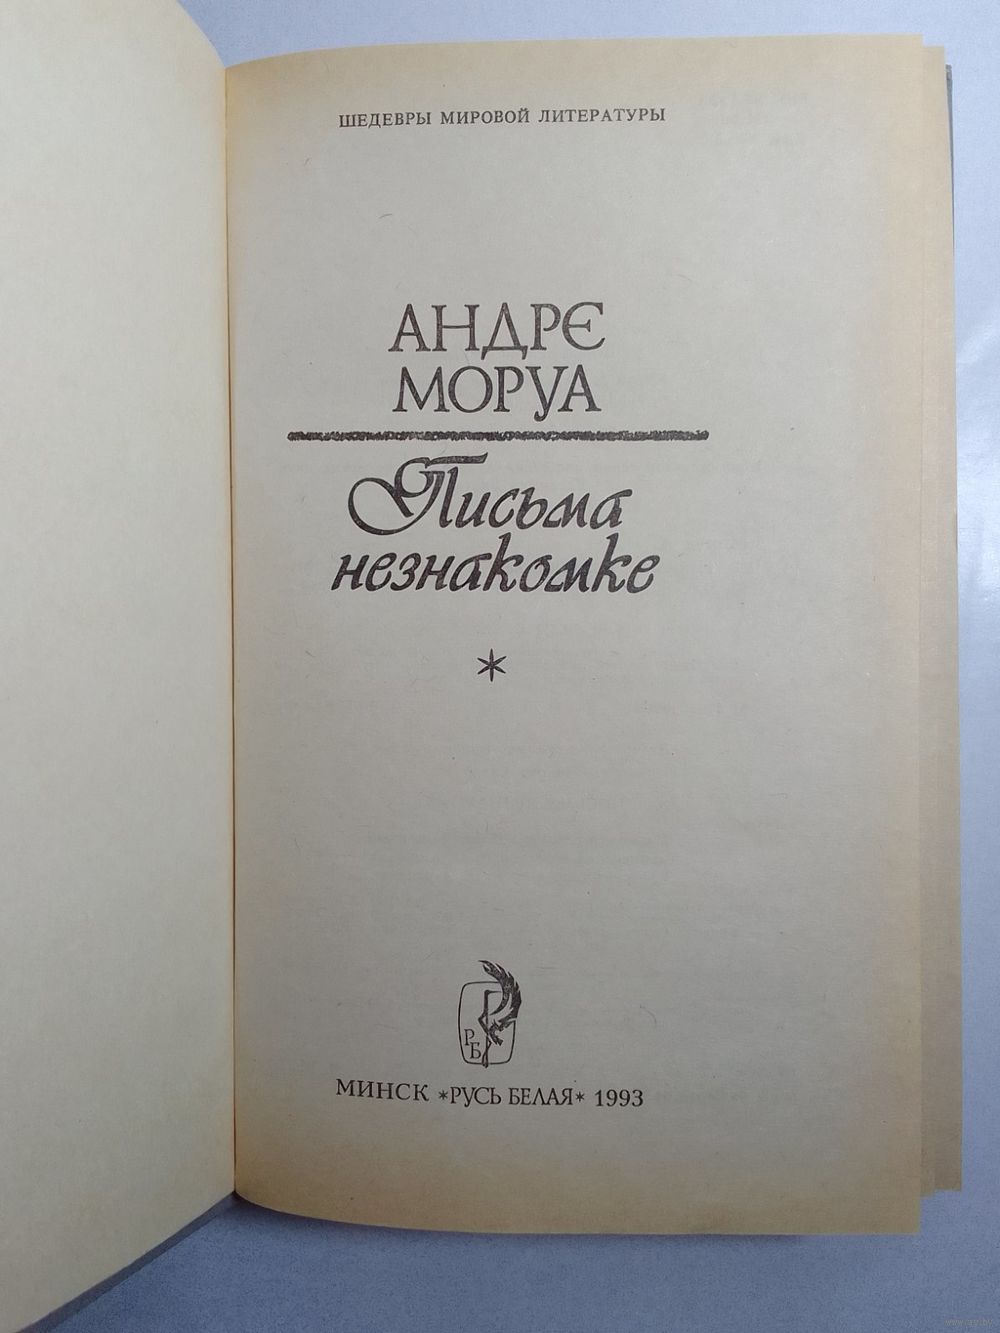 ШЕДЕВРЫ МИРОВОЙ ЛИТЕРАТУРЫ
АНДРЕ
МОРУА
Письма
незнакомке
*
РБ
МИНСК *РУСЬ БЕЛАЯ* 1993